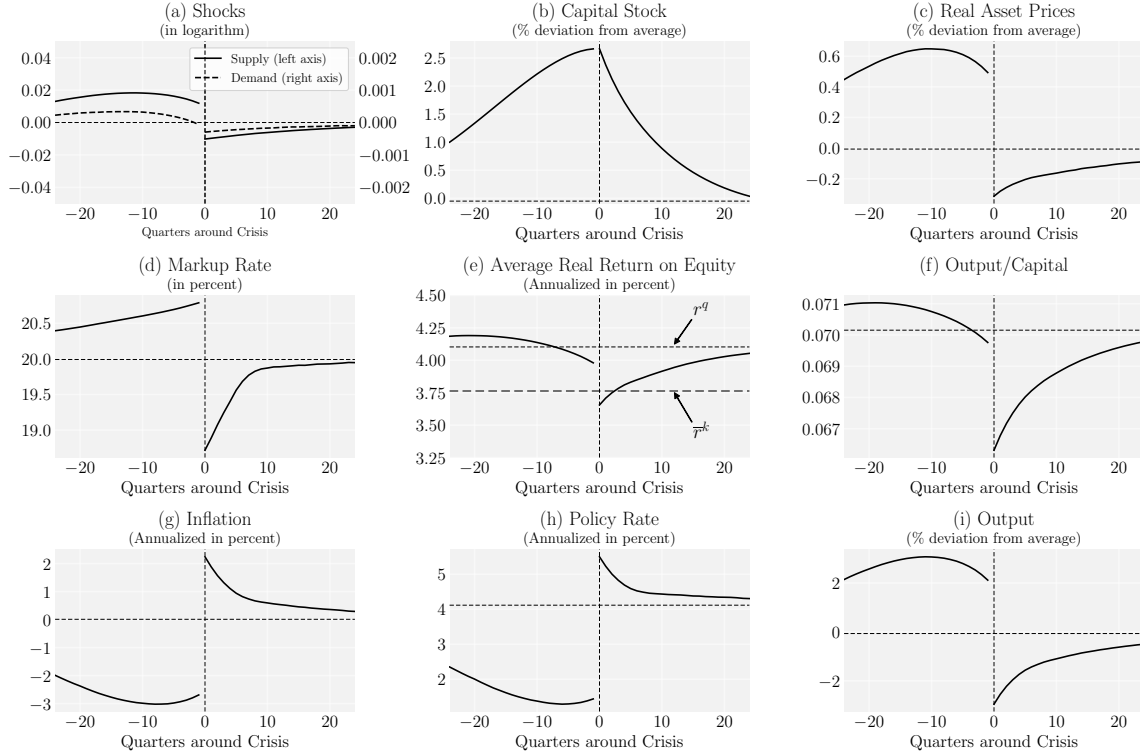 (a) Shocks
(in logarithm)
0.04
0.02
0.00
−0.02
−0.04
0.002
0.001
0.000
−0.001
−0.002
Supply (left axis)
Demand (right axis)
−20 −10 0 10 20
Quarters around Crisis
(b) Capital Stock
(% deviation from average)
2.5
2.0
1.5
1.0
0.5
0.0
−20 −10 0 10 20
Quarters around Crisis
(c) Real Asset Prices
(% deviation from average)
0.6
0.4
0.2
0.0
−0.2
−20 −10 0 10 20
Quarters around Crisis
(d) Markup Rate
(in percent)
20.5
20.0
19.5
19.0
−20 −10 0 10 20
Quarters around Crisis
(e) Average Real Return on Equity
(Annualized in percent)
4.50
4.25
4.00
3.75
3.50
3.25
r^q
r̅^k
−20 −10 0 10 20
Quarters around Crisis
(f) Output/Capital
0.071
0.070
0.069
0.068
0.067
−20 −10 0 10 20
Quarters around Crisis
(g) Inflation
(Annualized in percent)
2
1
0
−1
−2
−3
−20 −10 0 10 20
Quarters around Crisis
(h) Policy Rate
(Annualized in percent)
5
4
3
2
−20 −10 0 10 20
Quarters around Crisis
(i) Output
(% deviation from average)
2
0
−2
−20 −10 0 10 20
Quarters around Crisis